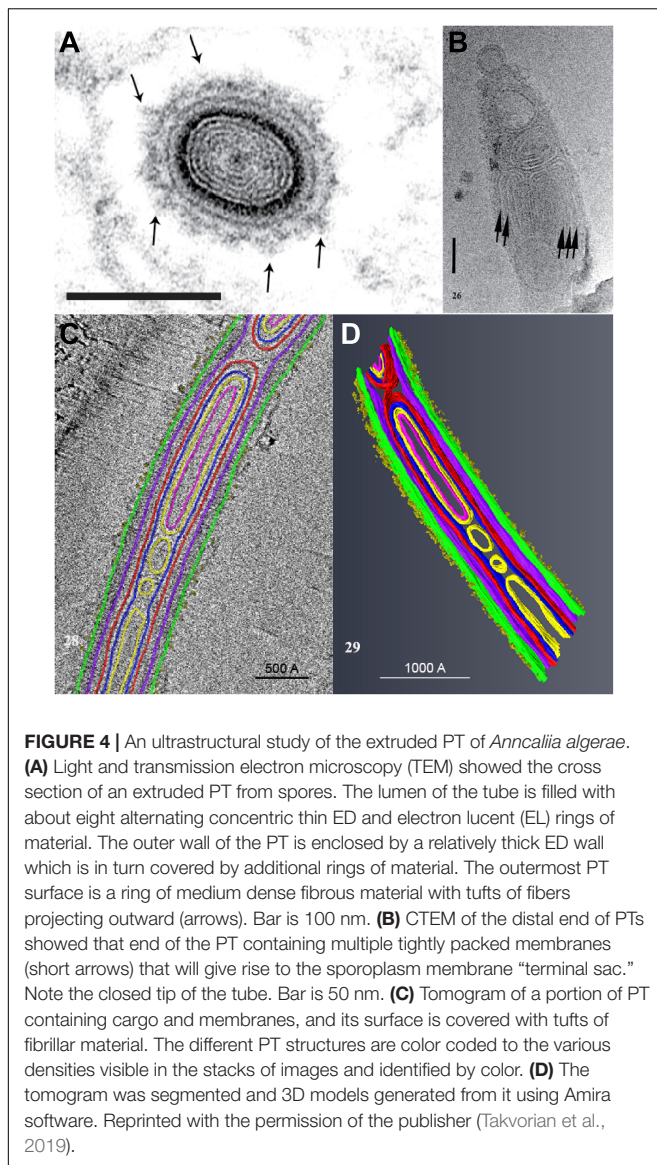 A
B
26
C
D
28
500 A
29
1000 A
FIGURE 4 | An ultrastructural study of the extruded PT of Anncaliia algerae.
(A) Light and transmission electron microscopy (TEM) showed the cross
section of an extruded PT from spores. The lumen of the tube is filled with
about eight alternating concentric thin ED and electron lucent (EL) rings of
material. The outer wall of the PT is enclosed by a relatively thick ED wall
which is in turn covered by additional rings of material. The outermost PT
surface is a ring of medium dense fibrous material with tufts of fibers
projecting outward (arrows). Bar is 100 nm. (B) CTEM of the distal end of PTs
showed that end of the PT containing multiple tightly packed membranes
(short arrows) that will give rise to the sporoplasm membrane “terminal sac.”
Note the closed tip of the tube. Bar is 50 nm. (C) Tomogram of a portion of PT
containing cargo and membranes, and its surface is covered with tufts of
fibrillar material. The different PT structures are color coded to the various
densities visible in the stacks of images and identified by color. (D) The
tomogram was segmented and 3D models generated from it using Amira
software. Reprinted with the permission of the publisher (Takvorian et al.,
2019).